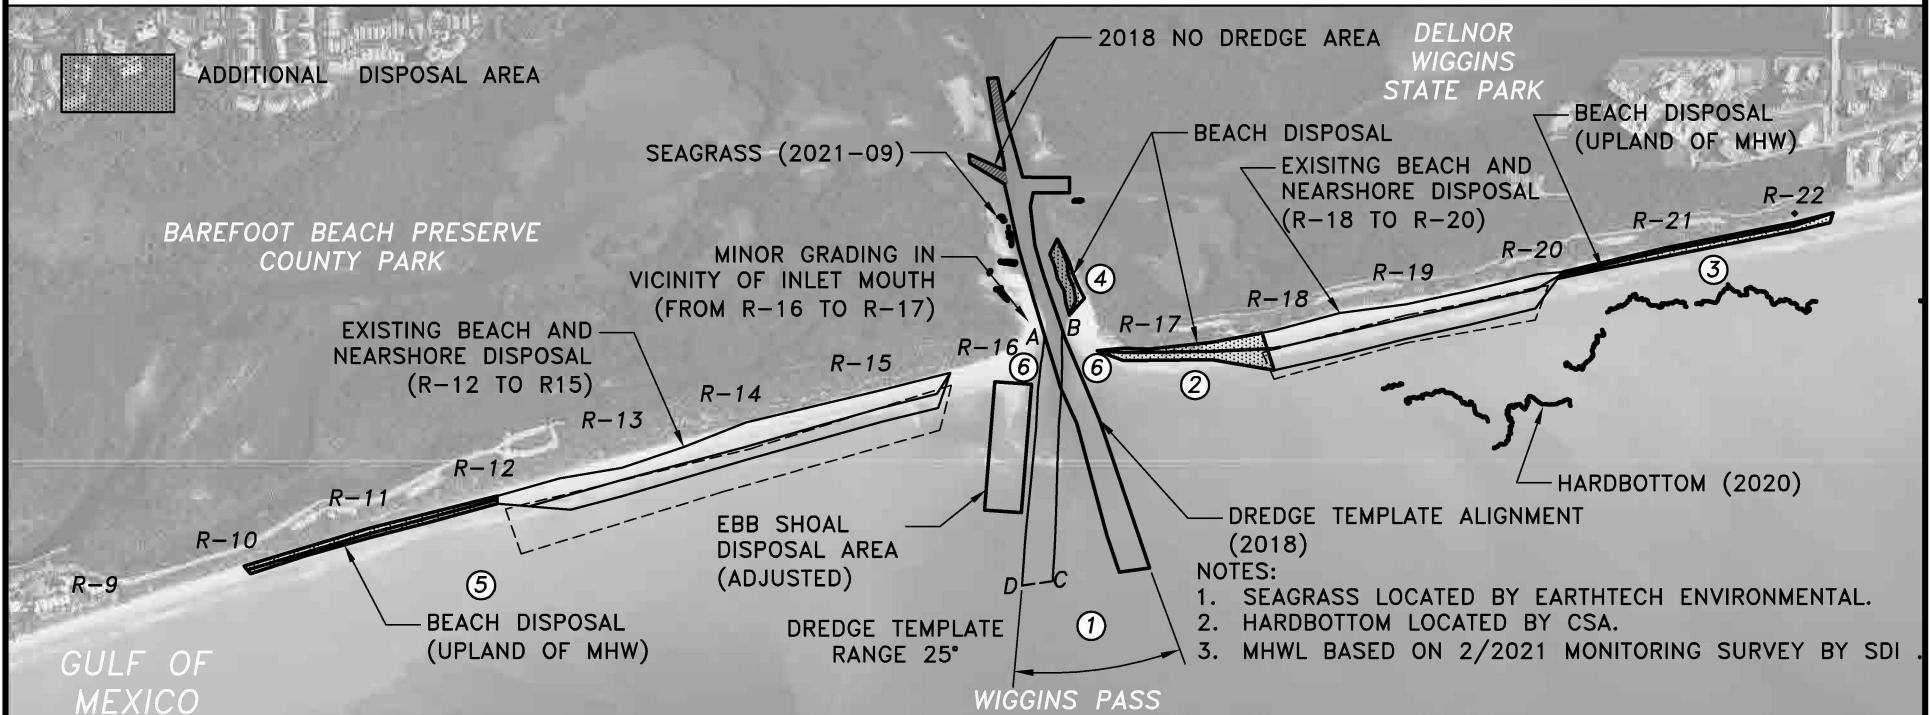 ADDITIONAL DISPOSAL AREA
2018 NO DREDGE AREA
DELNOR
WIGGINS
STATE PARK
BEACH DISPOSAL
(UPLAND OF MHW)
BEACH DISPOSAL
SEAGRASS (2021-09)
EXISITNG BEACH AND
NEARSHORE DISPOSAL
(R-18 TO R-20)
R-22
R-21
R-20
R-19
R-18
R-17
3
BAREFOOT BEACH PRESERVE
COUNTY PARK
MINOR GRADING IN
VICINITY OF INLET MOUTH
(FROM R-16 TO R-17)
4
A
B
R-16
6
6
2
EXISTING BEACH AND
NEARSHORE DISPOSAL
(R-12 TO R15)
R-15
R-14
R-13
R-12
R-11
R-10
R-9
5
BEACH DISPOSAL
(UPLAND OF MHW)
EBB SHOAL
DISPOSAL AREA
(ADJUSTED)
D
C
HARDBOTTOM (2020)
DREDGE TEMPLATE ALIGNMENT
(2018)
DREDGE TEMPLATE
RANGE 25°
1
NOTES:
1. SEAGRASS LOCATED BY EARTHTECH ENVIRONMENTAL.
2. HARDBOTTOM LOCATED BY CSA.
3. MHWL BASED ON 2/2021 MONITORING SURVEY BY SDI .
GULF OF
MEXICO
WIGGINS PASS